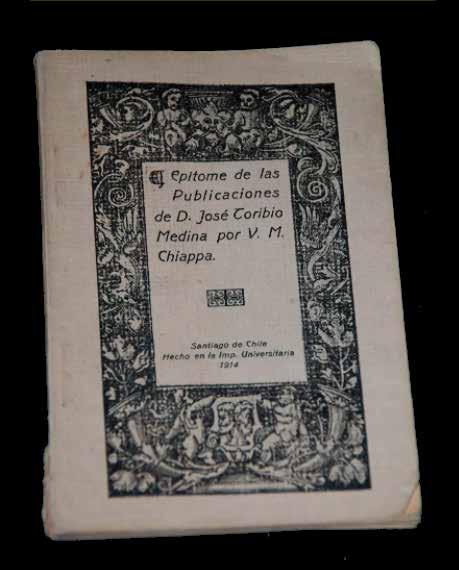 Epitome de las
Publicaciones
de D. José Toribio
Medina por V. M.
Chiappa.
Santiago de Chile
Hecho en la Imp. Universitaria
1914